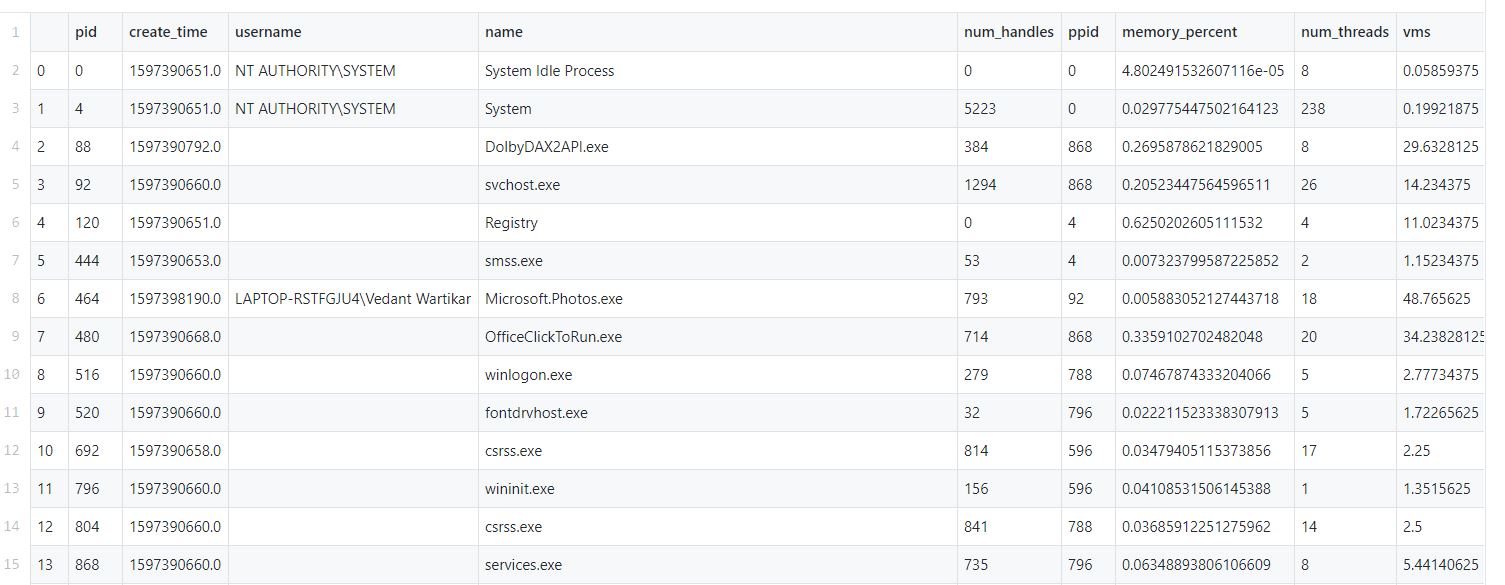 1 pid create_time username name num_handles ppid memory_percent num_threads vms
2 0 0 1597390651.0 NT AUTHORITY\SYSTEM System Idle Process 0 0 4.802491532607116e-05 8 0.05859375
3 1 4 1597390651.0 NT AUTHORITY\SYSTEM System 5223 0 0.029775447502164123 238 0.19921875
4 2 88 1597390792.0 DolbyDAX2API.exe 384 868 0.2695878621829005 8 29.6328125
5 3 92 1597390660.0 svchost.exe 1294 868 0.20523447564596511 26 14.234375
6 4 120 1597390651.0 Registry 0 4 0.6250202605111532 4 11.0234375
7 5 444 1597390653.0 smss.exe 53 4 0.007323799587225852 2 1.15234375
8 6 464 1597398190.0 LAPTOP-RSTFGJU4\Vedant Wartikar Microsoft.Photos.exe 793 92 0.005883052127443718 18 48.765625
9 7 480 1597390668.0 OfficeClickToRun.exe 714 868 0.3359102702482048 20 34.23828125
10 8 516 1597390660.0 winlogon.exe 279 788 0.07467874333204066 5 2.77734375
11 9 520 1597390660.0 fontdrvhost.exe 32 796 0.022211523338307913 5 1.72265625
12 10 692 1597390658.0 csrss.exe 814 596 0.03479405115373856 17 2.25
13 11 796 1597390660.0 wininit.exe 156 596 0.04108531506145388 1 1.3515625
14 12 804 1597390660.0 csrss.exe 841 788 0.03685912251275962 14 2.5
15 13 868 1597390660.0 services.exe 735 796 0.06348893806106609 8 5.44140625